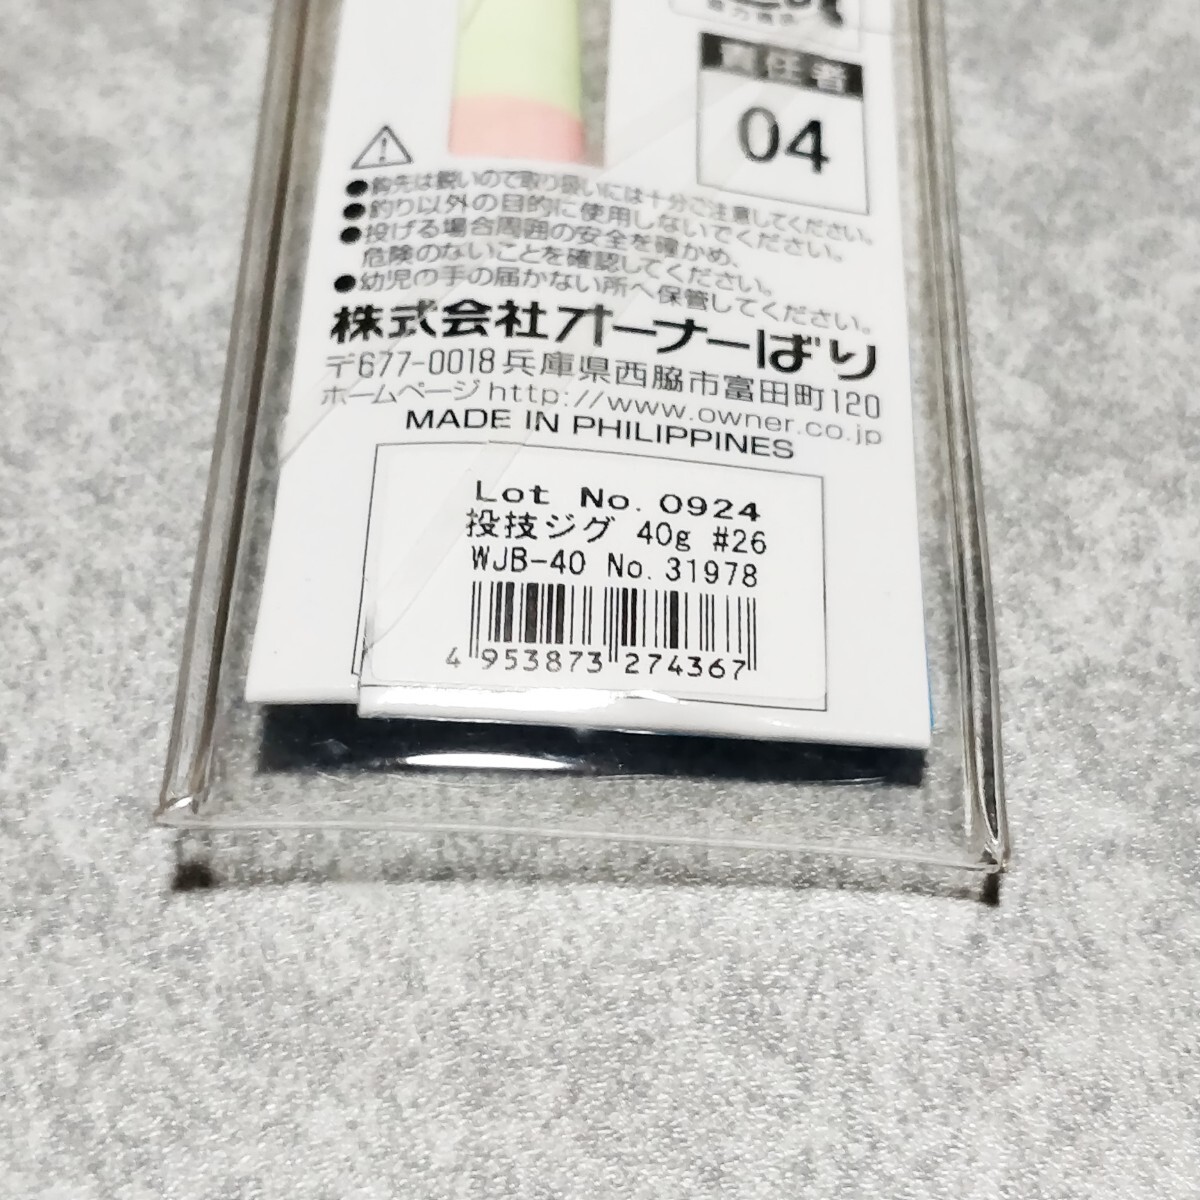 責任者
04
●鈎先は鋭いので取り扱いには十分ご注意してください。
●釣り以外の目的に使用しないでください。
●投げる場合周囲の安全を確かめ、
危険のないことを確認してください。
●幼児の手の届かない所へ保管してください。
株式会社オーナーばり
〒677-0018 兵庫県西脇市富田町120
ホームページ http://www.owner.co.jp
MADE IN PHILIPPINES
Lot No. 0924
投技ジグ 40g #26
WJB-40 No. 31978
4 953873 274367